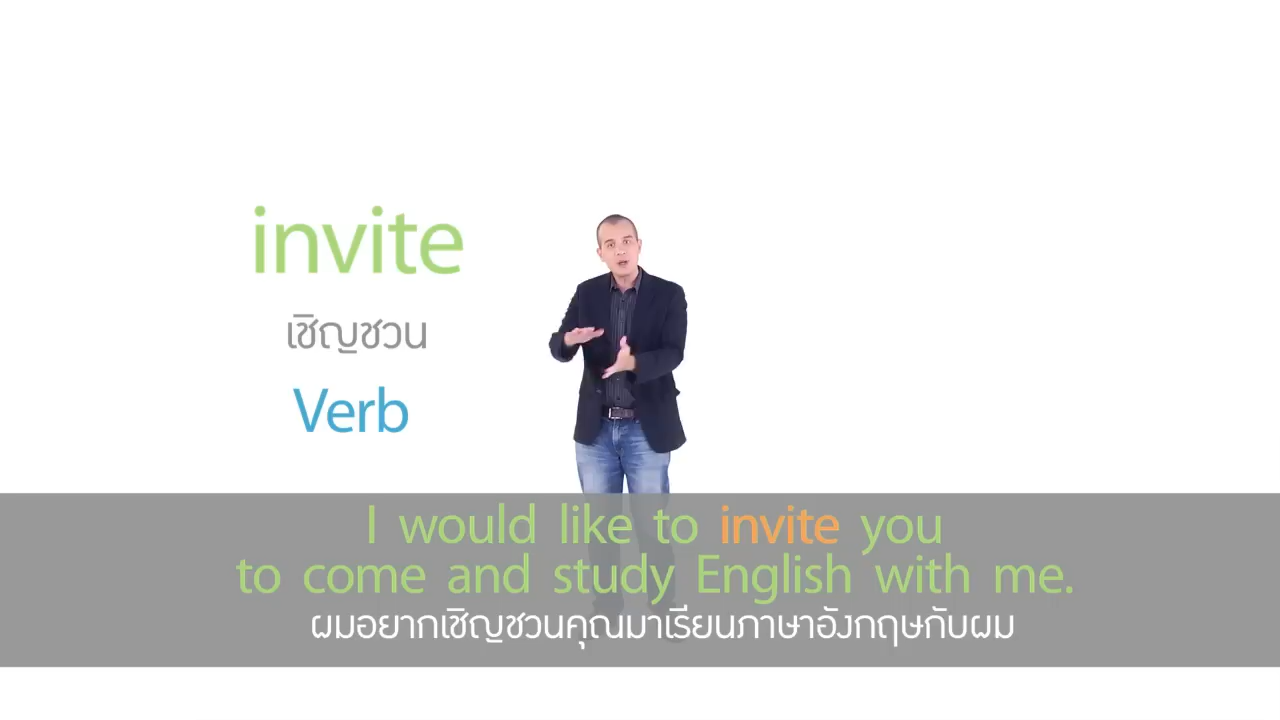 invite
เชิญชวน
Verb
I would like to invite you
to come and study English with me.
ผมอยากเชิญชวนคุณมาเรียนภาษาอังกฤษกับผม